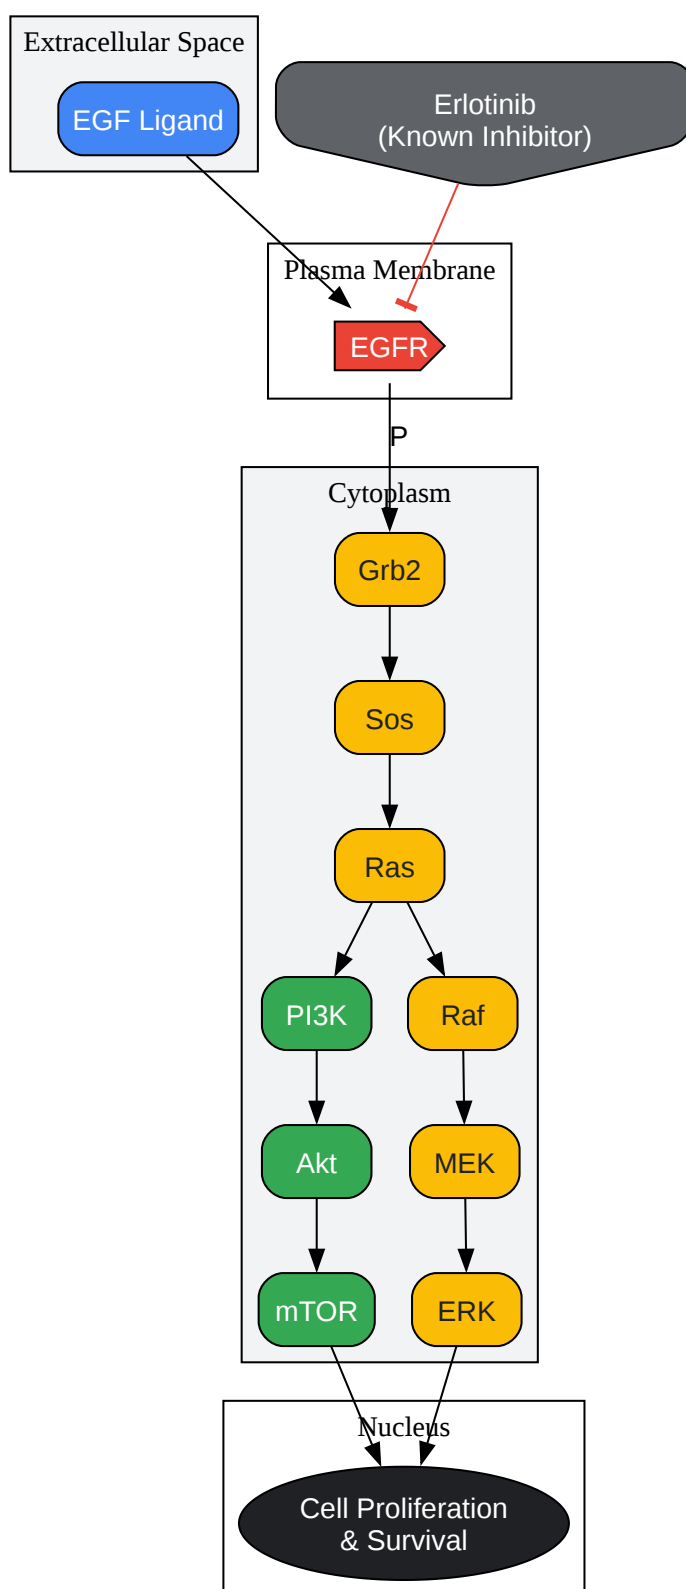 Extracellular Space
EGF Ligand
Erlotinib
(Known Inhibitor)
Plasma Membrane
EGFR
P
Cytoplasm
Grb2
Sos
Ras
PI3K
Raf
Akt
MEK
mTOR
ERK
Nucleus
Cell Proliferation
& Survival